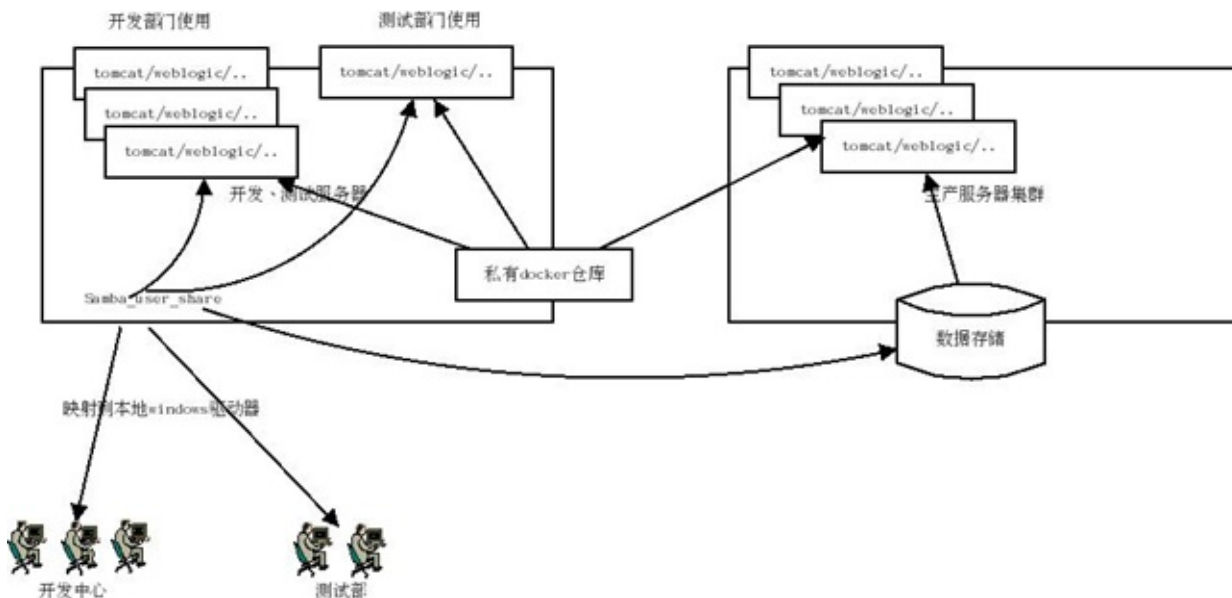 开发部门使用
测试部门使用
tomcat/weblogic/..
tomcat/weblogic/..
tomcat/weblogic/..
tomcat/weblogic/..
tomcat/weblogic/..
tomcat/weblogic/..
tomcat/weblogic/..
开发、测试服务器
生产服务器集群
私有docker仓库
Samba_user_share
数据存储
映射到本地windows驱动器
开发中心
测试部